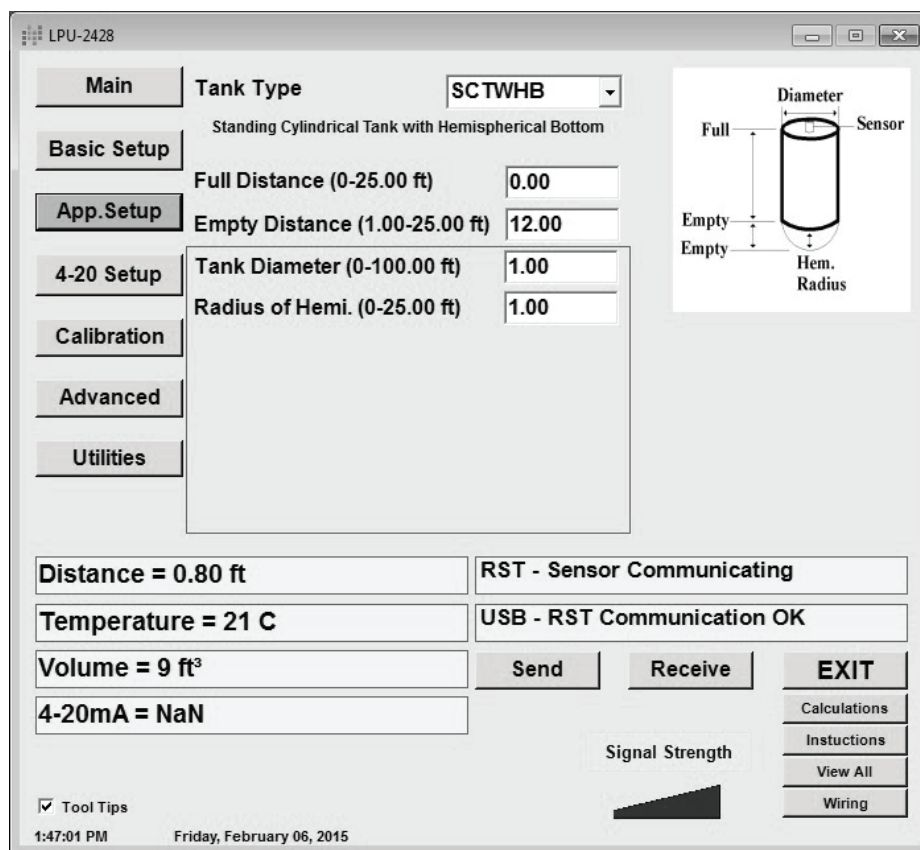 LPU-2428
Main
Basic Setup
App.Setup
4-20 Setup
Calibration
Advanced
Utilities
Tank Type SCTWHB
Standing Cylindrical Tank with Hemispherical Bottom
Full Distance (0-25.00 ft) 0.00
Empty Distance (1.00-25.00 ft) 12.00
Tank Diameter (0-100.00 ft) 1.00
Radius of Hemi. (0-25.00 ft) 1.00
Diameter
Full
Sensor
Empty
Empty
Hem.
Radius
Distance = 0.80 ft
Temperature = 21 C
Volume = 9 ft³
4-20mA = NaN
RST - Sensor Communicating
USB - RST Communication OK
Send Receive EXIT
Calculations
Instuctions
View All
Wiring
Signal Strength
Tool Tips
1:47:01 PM Friday, February 06, 2015